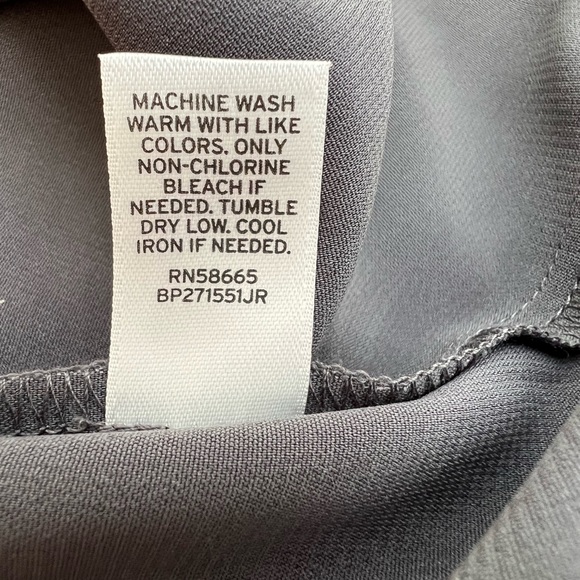 MACHINE WASH
WARM WITH LIKE
COLORS. ONLY
NON-CHLORINE
BLEACH IF
NEEDED. TUMBLE
DRY LOW. COOL
IRON IF NEEDED.
RN58665
BP271551JR